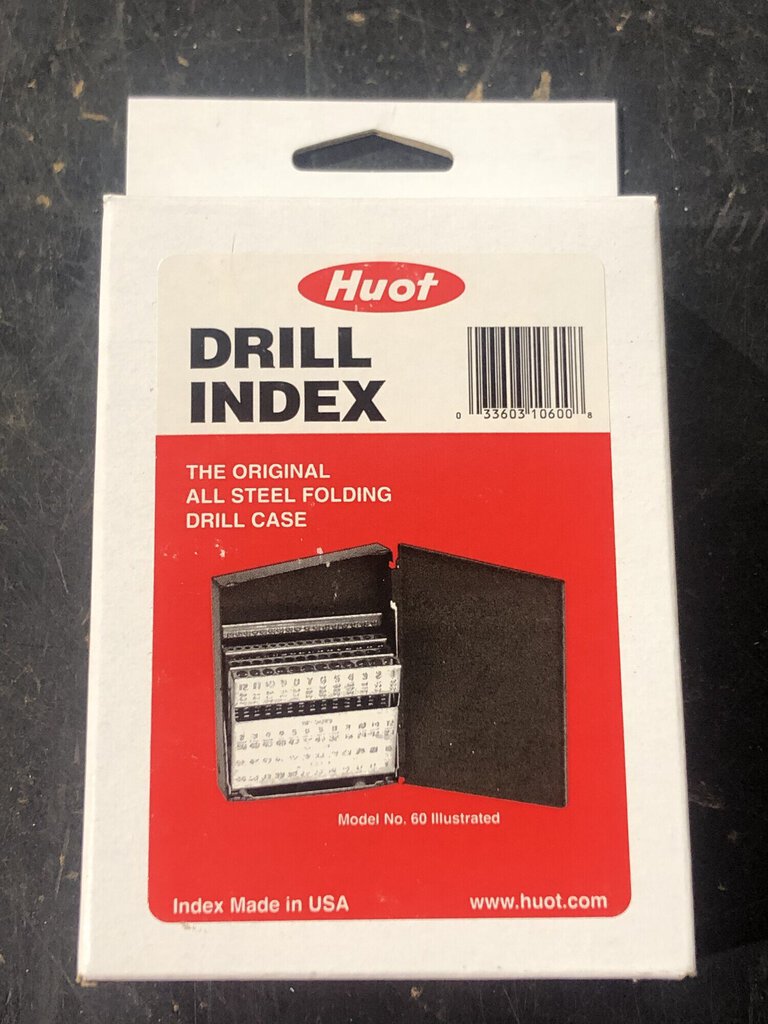 Huot
DRILL
INDEX
0 33603 10600 8
THE ORIGINAL
ALL STEEL FOLDING
DRILL CASE
Model No. 60 Illustrated
Index Made in USA
www.huot.com